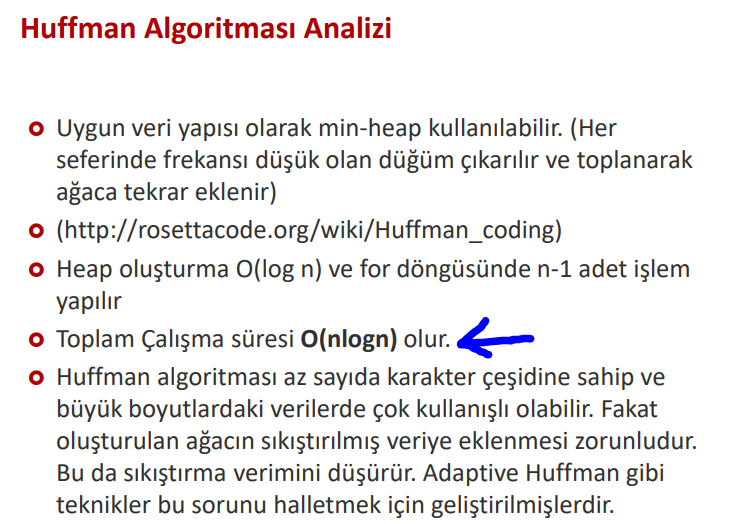 Huffman Algoritması Analizi
Uygun veri yapısı olarak min-heap kullanılabilir. (Her
seferinde frekansı düşük olan düğüm çıkarılır ve toplanarak
ağaca tekrar eklenir)
(http://rosettacode.org/wiki/Huffman_coding)
Heap oluşturma O(log n) ve for döngüsünde n-1 adet işlem
yapılır
Toplam Çalışma süresi O(nlogn) olur.
Huffman algoritması az sayıda karakter çeşidine sahip ve
büyük boyutlardaki verilerde çok kullanışlı olabilir. Fakat
oluşturulan ağacın sıkıştırılmış veriye eklenmesi zorunludur.
Bu da sıkıştırma verimini düşürür. Adaptive Huffman gibi
teknikler bu sorunu halletmek için geliştirilmişlerdir.